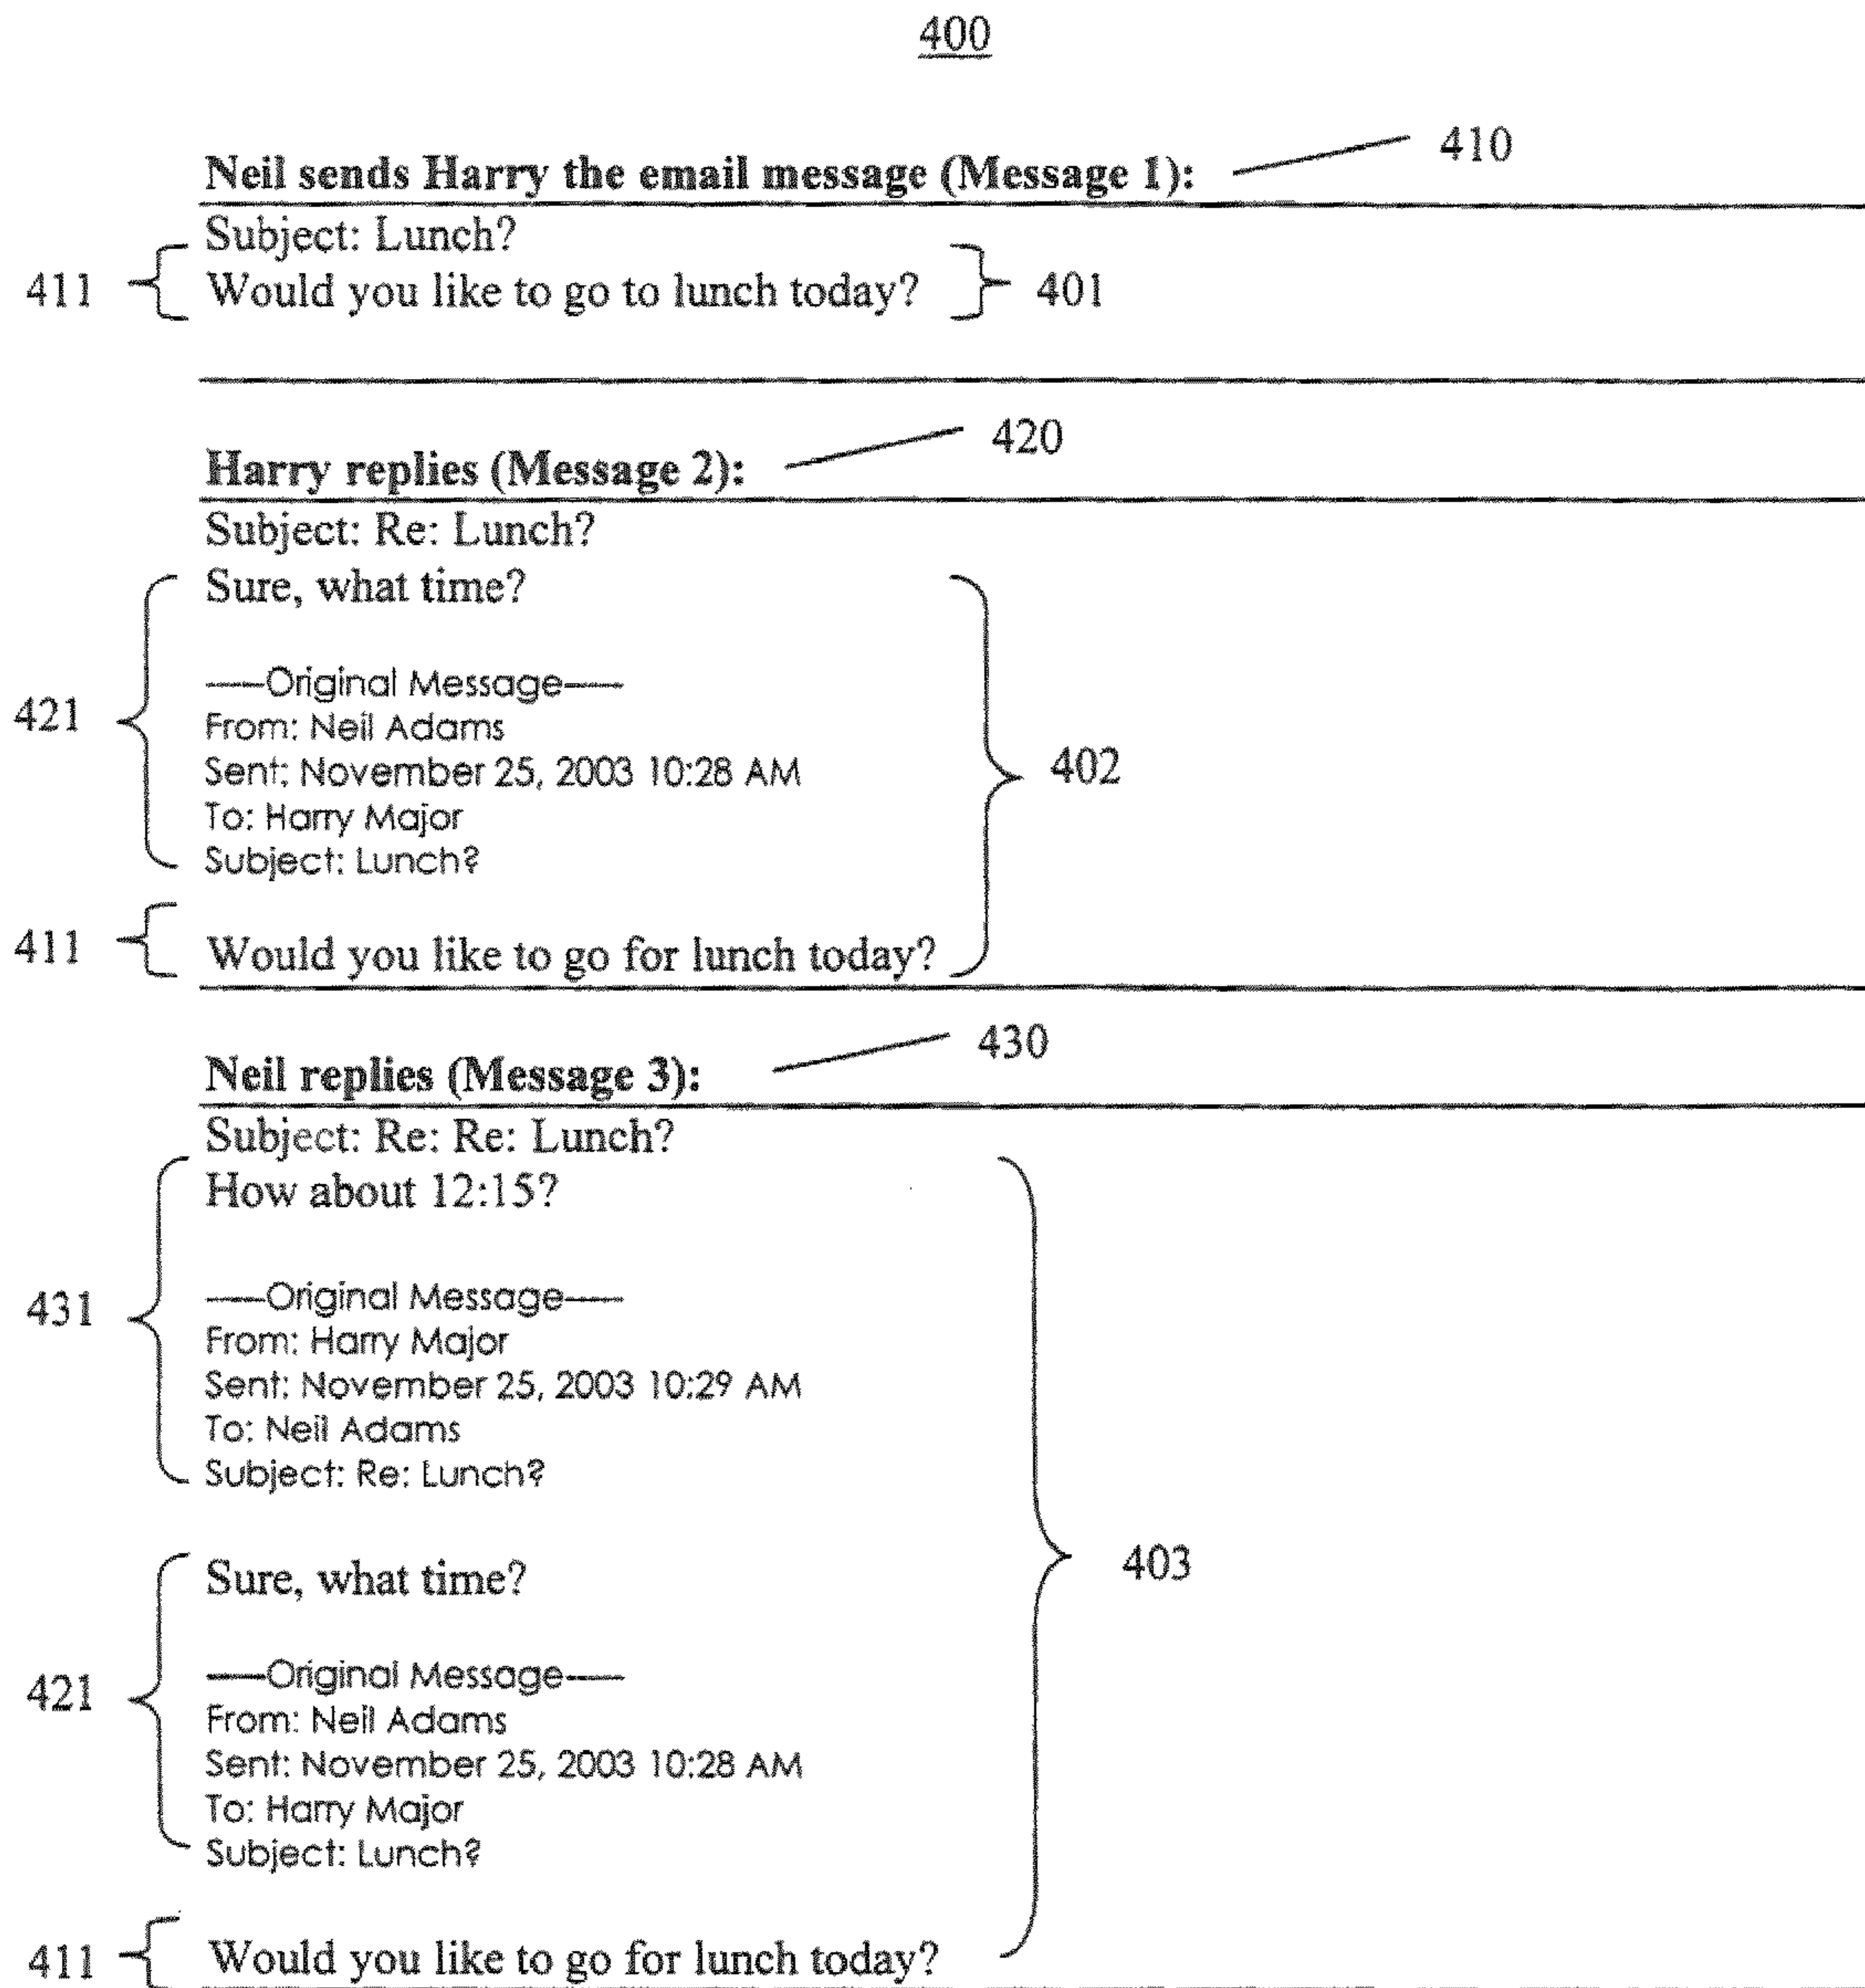 400
Neil sends Harry the email message (Message 1): 410
Subject: Lunch?
411 Would you like to go to lunch today? 401
Harry replies (Message 2): 420
Subject: Re: Lunch?
Sure, what time?
-----Original Message-----
From: Neil Adams
421
Sent: November 25, 2003 10:28 AM
402
To: Harry Major
Subject: Lunch?
411 Would you like to go for lunch today?
Neil replies (Message 3): 430
Subject: Re: Re: Lunch?
How about 12:15?
431 -----Original Message-----
From: Harry Major
Sent: November 25, 2003 10:29 AM
To: Neil Adams
Subject: Re: Lunch?
Sure, what time? 403
-----Original Message-----
421
From: Neil Adams
Sent: November 25, 2003 10:28 AM
To: Harry Major
Subject: Lunch?
411 Would you like to go for lunch today?